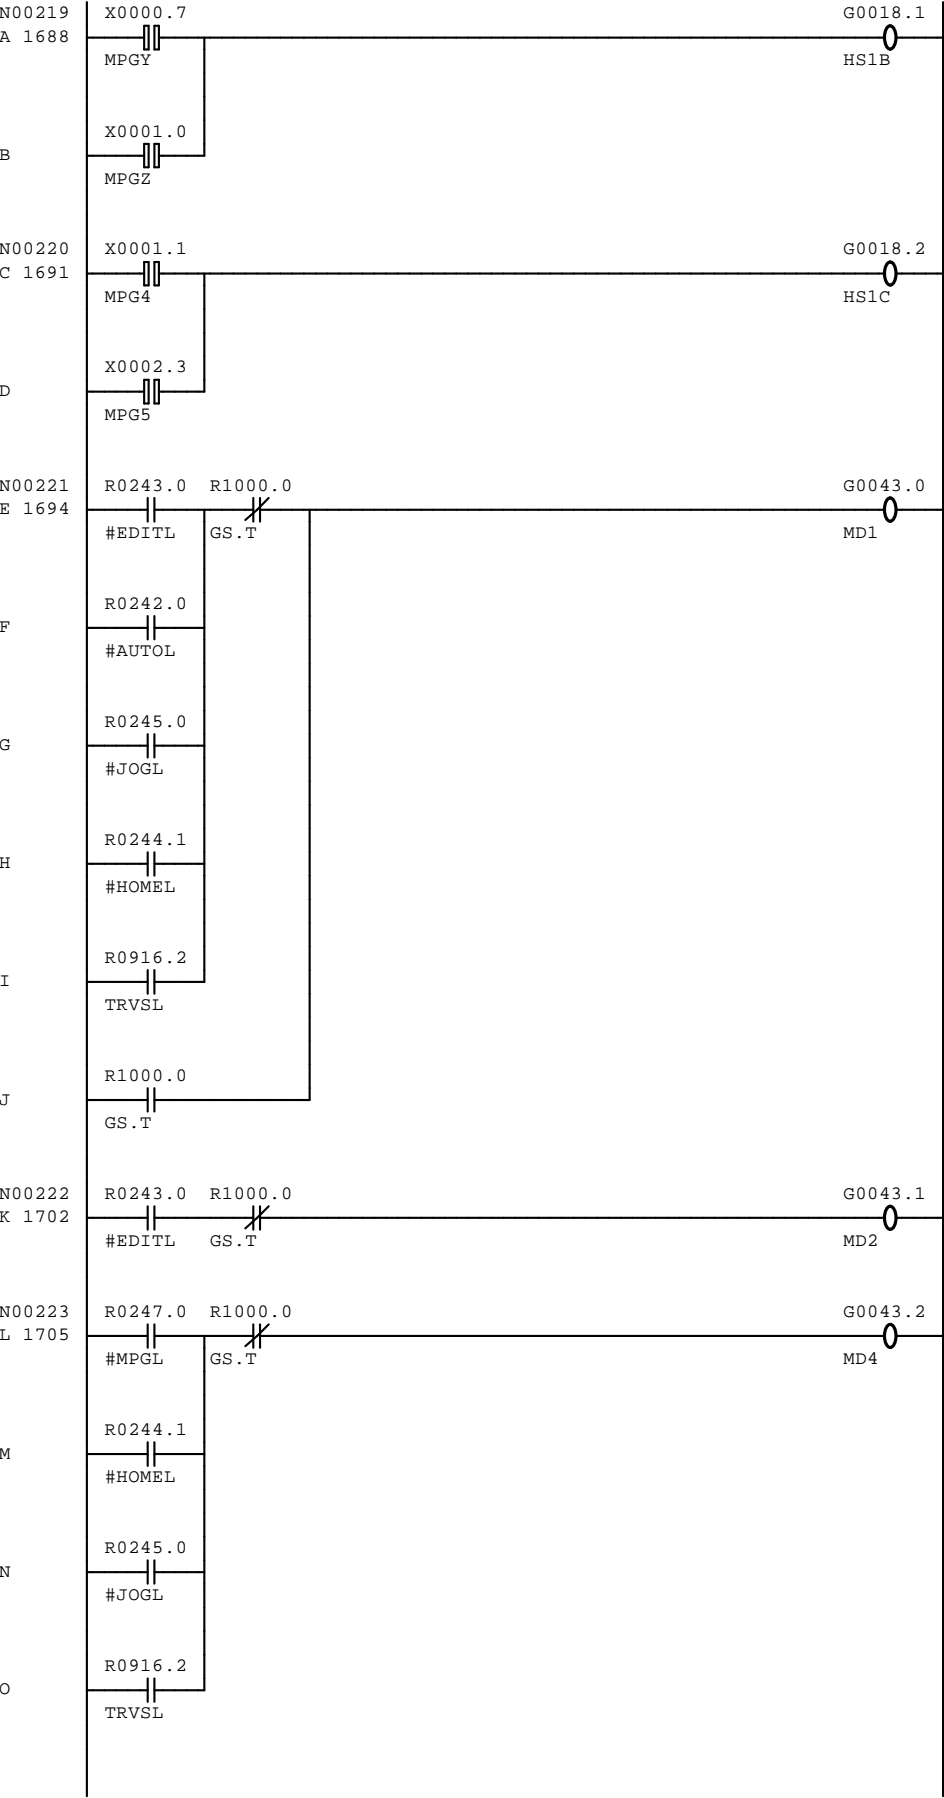 N00219 X0000.7 G0018.1
A 1688
MPGY HS1B
X0001.0
B
MPGZ
N00220 X0001.1 G0018.2
C 1691
MPG4 HS1C
X0002.3
D
MPG5
N00221 R0243.0 R1000.0 G0043.0
E 1694
#EDITL GS.T MD1
R0242.0
F
#AUTOL
R0245.0
G
#JOGL
R0244.1
H
#HOMEL
R0916.2
I
TRVSL
R1000.0
J
GS.T
N00222 R0243.0 R1000.0 G0043.1
K 1702
#EDITL GS.T MD2
N00223 R0247.0 R1000.0 G0043.2
L 1705
#MPGL GS.T MD4
R0244.1
M
#HOMEL
R0245.0
N
#JOGL
R0916.2
O
TRVSL